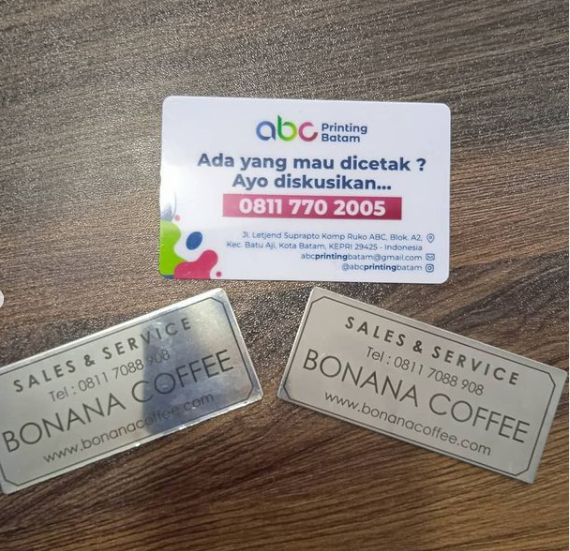 abc Printing
Batam
Ada yang mau dicetak ?
Ayo diskusikan...
0811 770 2005
Jl. Letjend Suprapto Komp Ruko ABC, Blok. A2,
Kec. Batu Aji, Kota Batam, KEPRI 29425 - Indonesia
abcprintingbatam@gmail.com
@abcprintingbatam
SALES & SERVICE
Tel : 0811 7088 908
BONANA COFFEE
www.bonanacoffee.com
SALES & SERVICE
Tel : 0811 7088 908
BONANA COFFEE
www.bonanacoffee.com